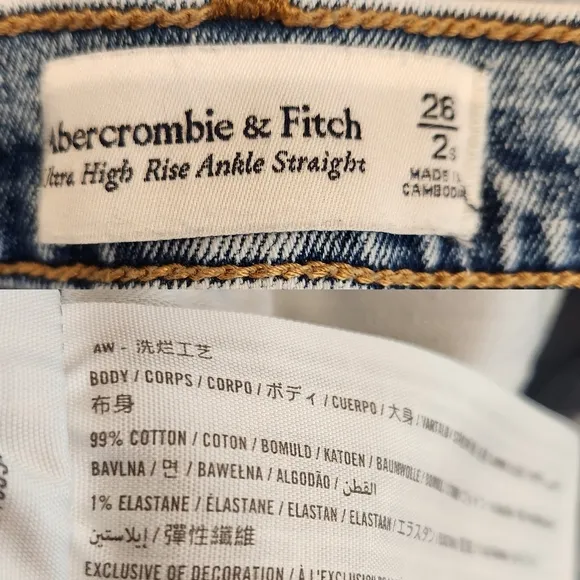 Abercrombie & Fitch
Ultra High Rise Ankle Straight
26
2s
MADE IN
CAMBODIA
AW - 洗烂工艺
BODY / CORPS / CORPO / ボディ / CUERPO / 大身 /
布身
99% COTTON / COTON / BOMULD / KATOEN / BAUMWOLLE /
BAVLNA / 면 / BAWEŁNA / ALGODÃO / القطن
1% ELASTANE / ÉLASTANE / ELASTAN / ELASTAAN / エラスタン
إيلاستين / 彈性纖維
EXCLUSIVE OF DECORATION / À L'EXCLUSION